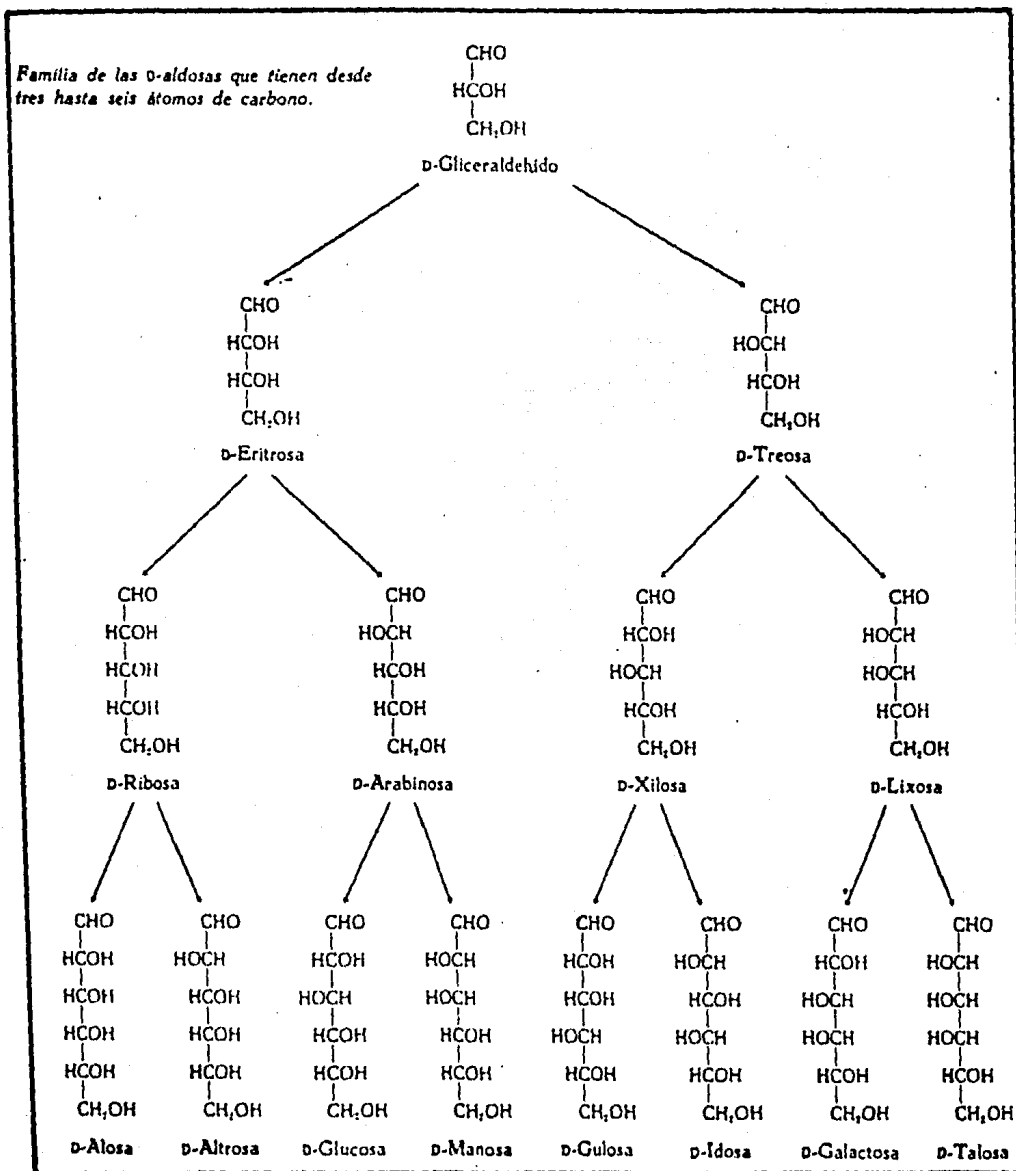 Familia de las D-aldosas que tienen desde
tres hasta seis átomos de carbono.
CHO
HCOH
CH₂OH
D-Gliceraldehido
CHO CHO
HCOH HOCH
HCOH HCOH
CH₂OH CH₂OH
D-Eritrosa D-Treosa
CHO CHO CHO CHO
HCOH HOCH HCOH HOCH
HCOH HCOH HOCH HOCH
HCOH HCOH HCOH HCOH
CH₂OH CH₂OH CH₂OH CH₂OH
D-Ribosa D-Arabinosa D-Xilosa D-Lixosa
CHO CHO CHO CHO CHO CHO CHO CHO
HCOH HOCH HCOH HOCH HCOH HOCH HCOH HOCH
HCOH HCOH HOCH HOCH HCOH HCOH HOCH HOCH
HCOH HCOH HCOH HCOH HOCH HOCH HOCH HOCH
HCOH HCOH HCOH HCOH HCOH HCOH HCOH HCOH
CH₂OH CH₂OH CH₂OH CH₂OH CH₂OH CH₂OH CH₂OH CH₂OH
D-Alosa D-Altrosa D-Glucosa D-Manosa D-Gulosa D-Idosa D-Galactosa D-Talosa